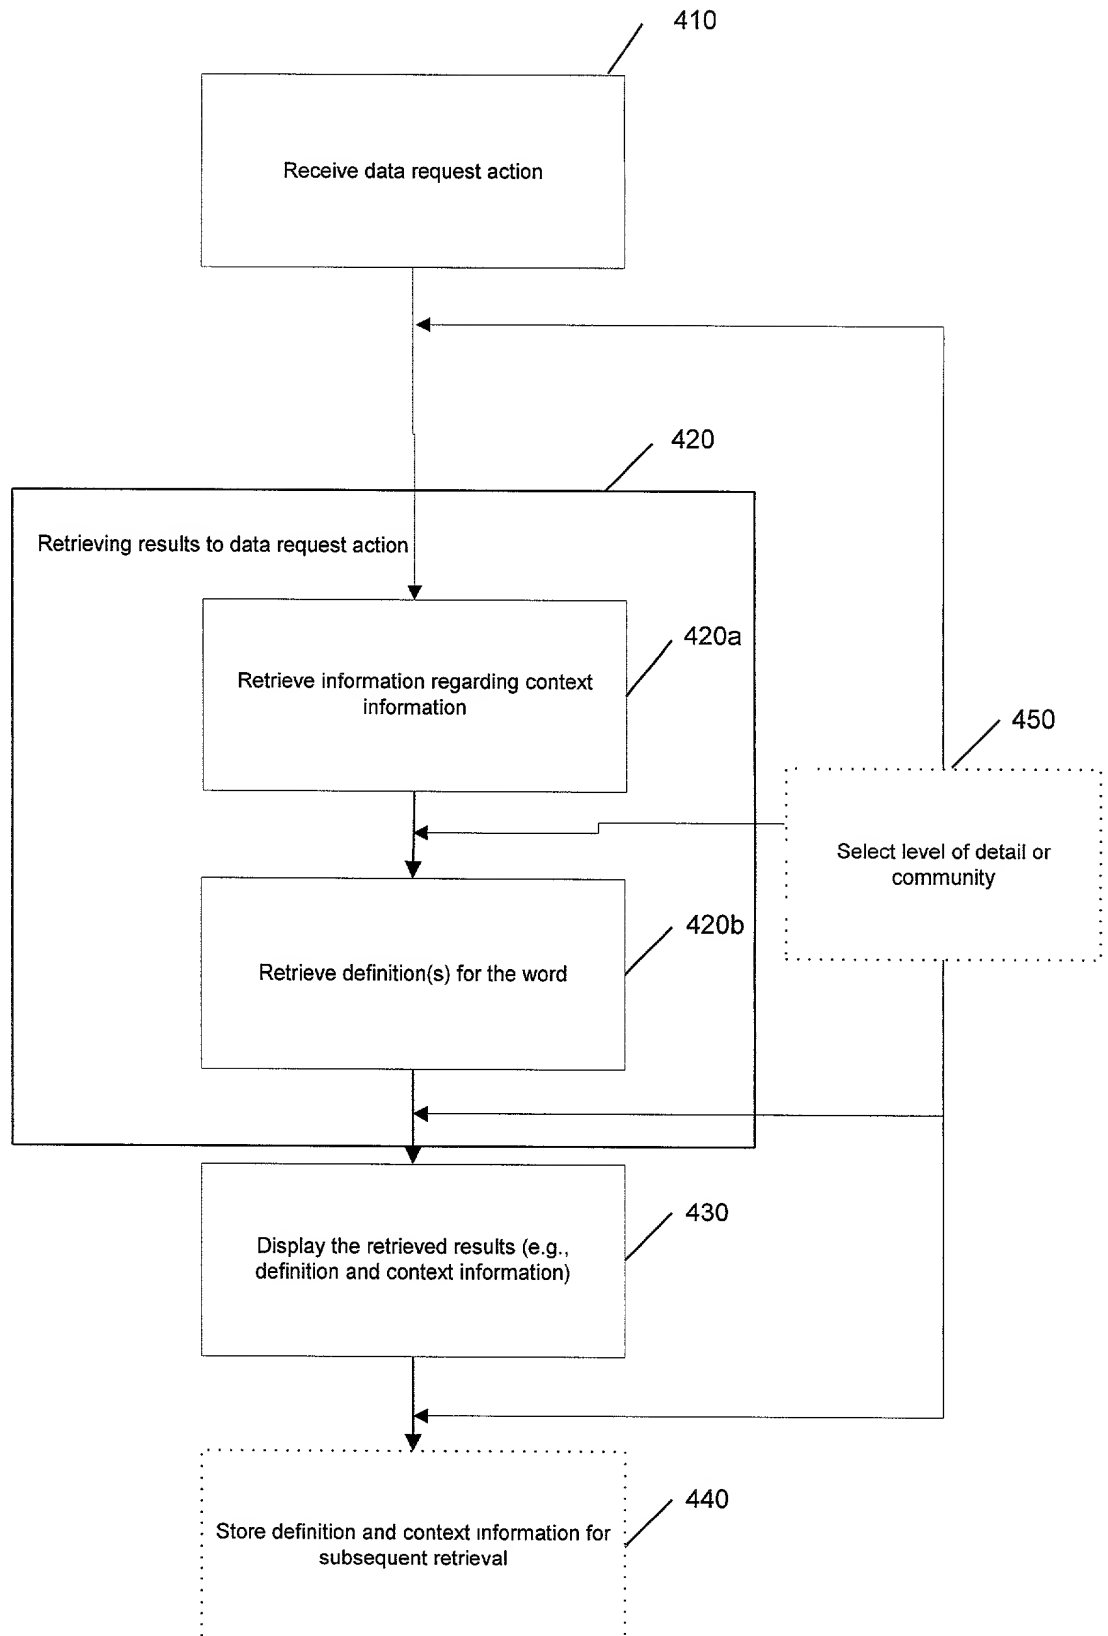 410
Receive data request action
420
Retrieving results to data request action
420a
Retrieve information regarding context
information
450
Select level of detail or
community
420b
Retrieve definition(s) for the word
430
Display the retrieved results (e.g.,
definition and context information)
440
Store definition and context information for
subsequent retrieval